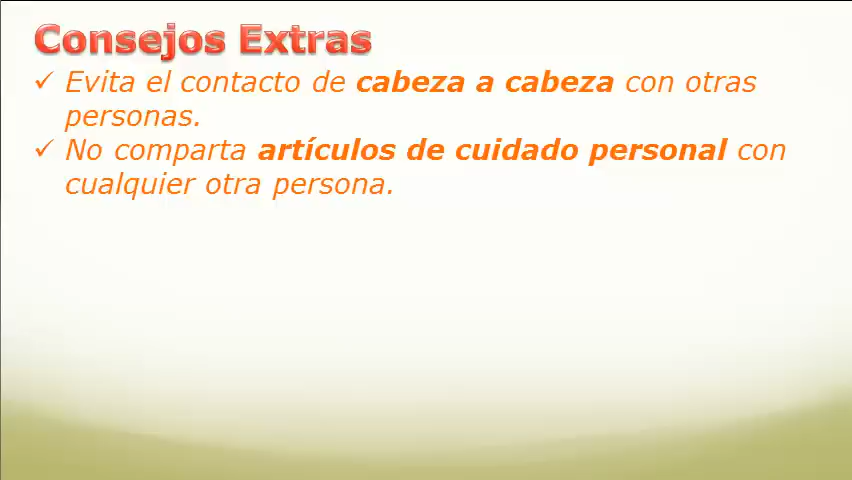 Consejos Extras
✓ Evita el contacto de cabeza a cabeza con otras
personas.
✓ No comparta artículos de cuidado personal con
cualquier otra persona.